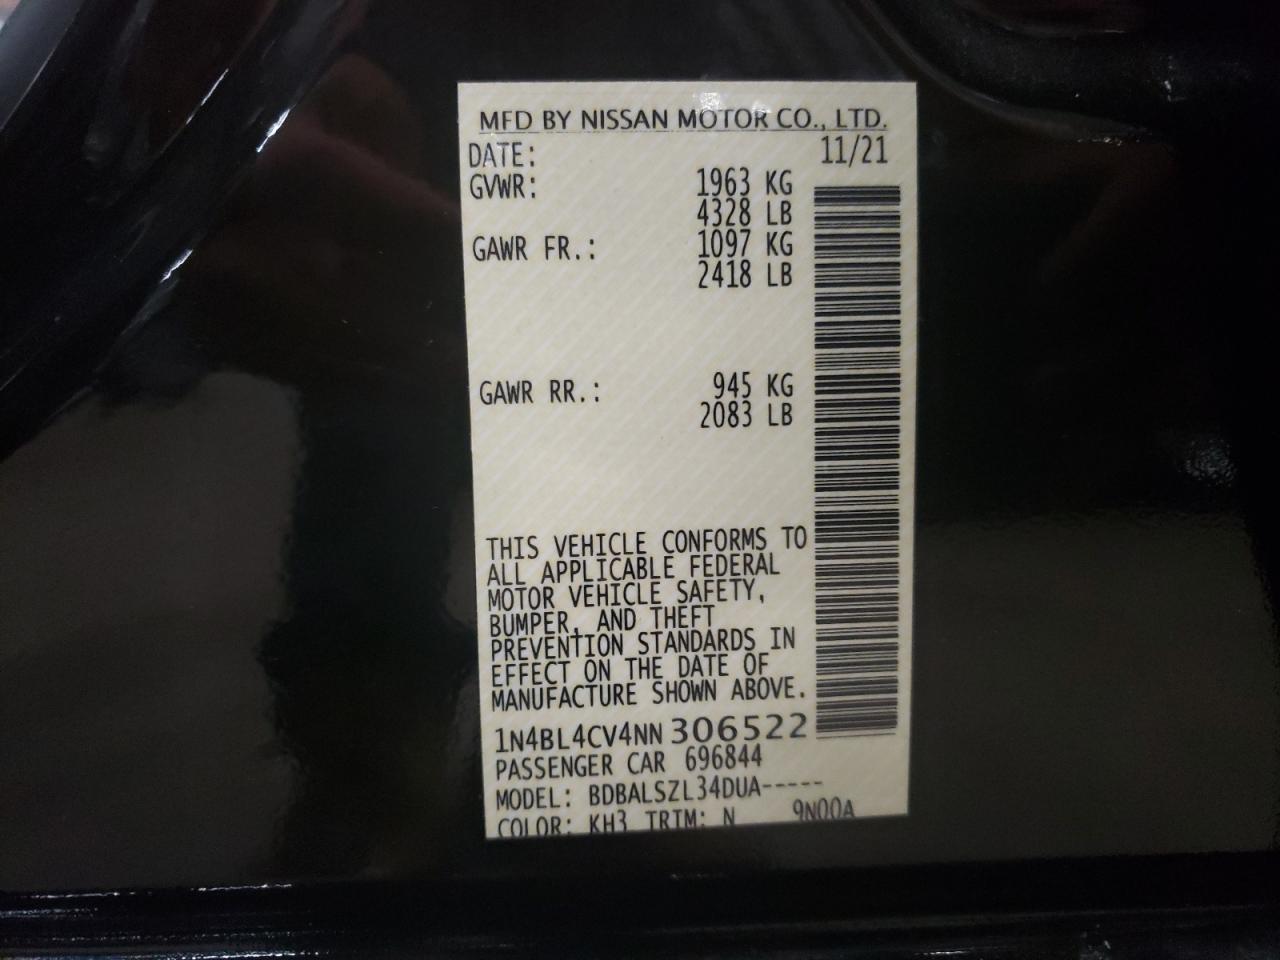 MFD BY NISSAN MOTOR CO., LTD.
DATE: 11/21
GVWR: 1963 KG
4328 LB
GAWR FR.: 1097 KG
2418 LB
GAWR RR.: 945 KG
2083 LB
THIS VEHICLE CONFORMS TO
ALL APPLICABLE FEDERAL
MOTOR VEHICLE SAFETY,
BUMPER, AND THEFT
PREVENTION STANDARDS IN
EFFECT ON THE DATE OF
MANUFACTURE SHOWN ABOVE.
1N4BL4CV4NN306522
PASSENGER CAR 696844
MODEL: BDBALSZL34DUA-----
COLOR: KH3 TRIM: N 9N00A